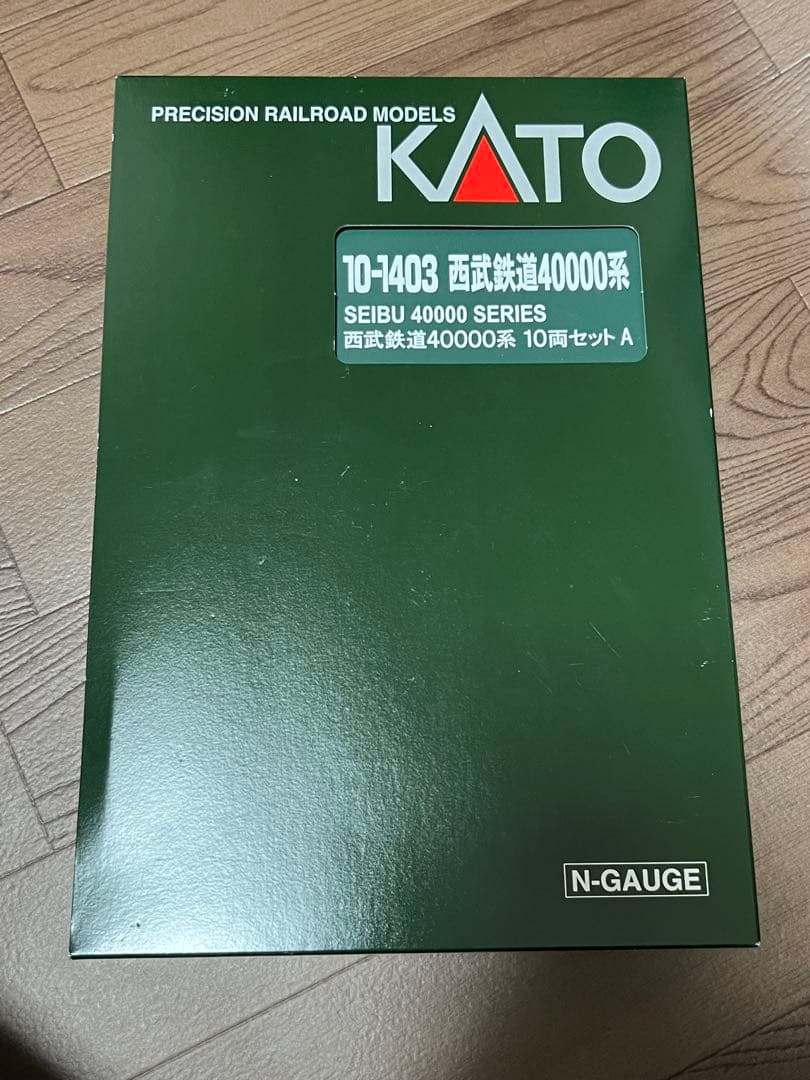 PRECISION RAILROAD MODELS
KATO
10-1403 西武鉄道40000系
SEIBU 40000 SERIES
西武鉄道40000系 10両セットA
N-GAUGE